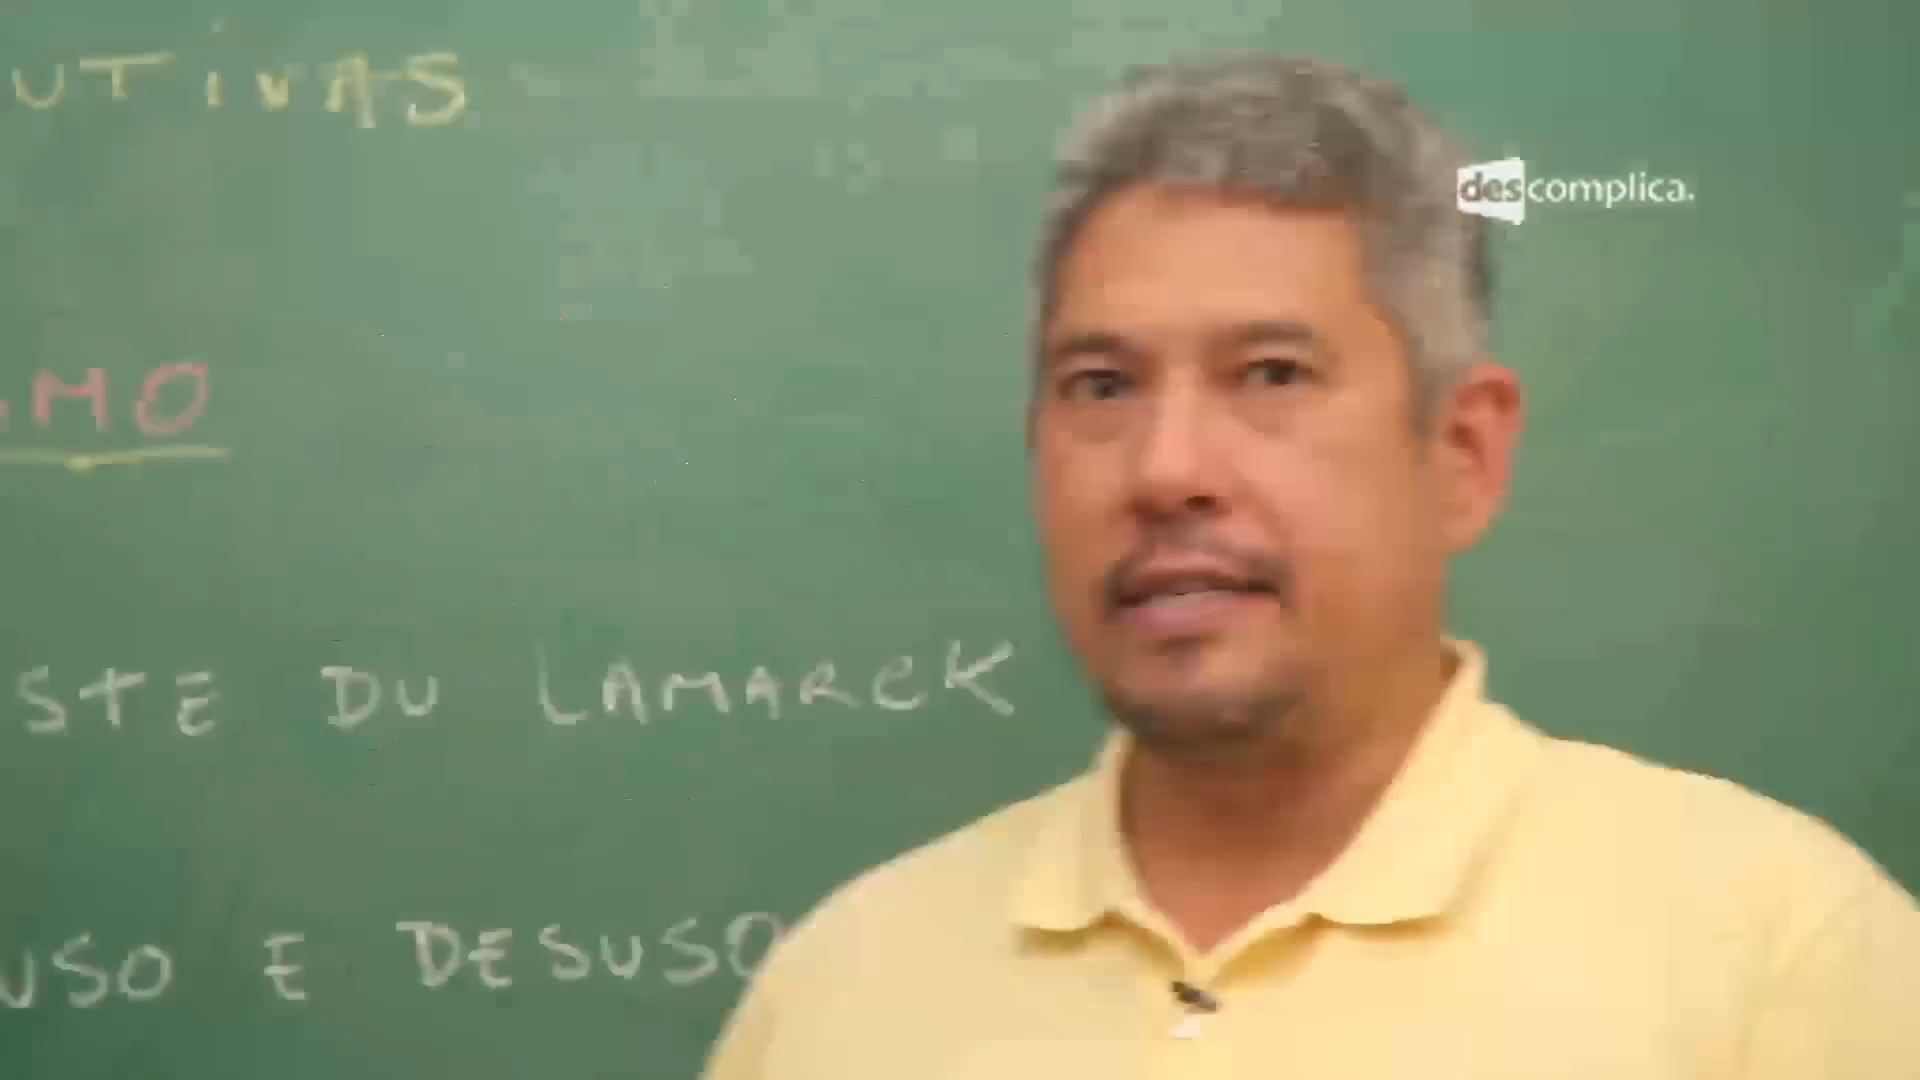 UTIVAS
descomplica.
MO
STE DU LAMARCK
USO E DESUSO